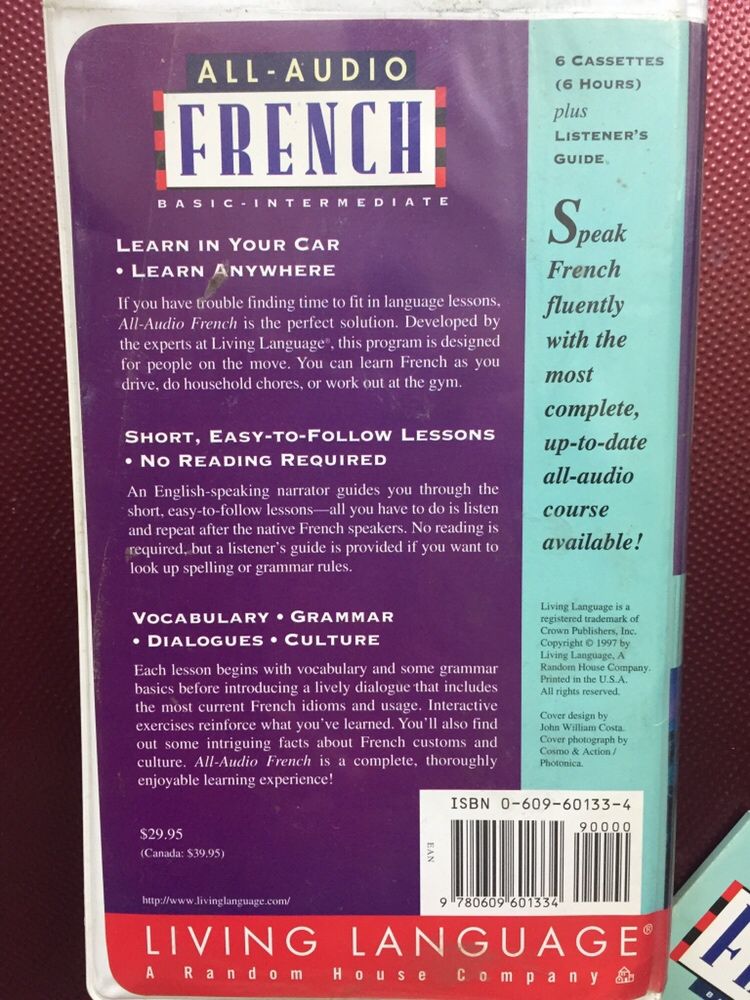 ALL-AUDIO
FRENCH
BASIC-INTERMEDIATE
LEARN IN YOUR CAR
• LEARN ANYWHERE
If you have trouble finding time to fit in language lessons,
All-Audio French is the perfect solution. Developed by
the experts at Living Language®, this program is designed
for people on the move. You can learn French as you
drive, do household chores, or work out at the gym.
SHORT, EASY-TO-FOLLOW LESSONS
• NO READING REQUIRED
An English-speaking narrator guides you through the
short, easy-to-follow lessons—all you have to do is listen
and repeat after the native French speakers. No reading is
required, but a listener's guide is provided if you want to
look up spelling or grammar rules.
VOCABULARY • GRAMMAR
• DIALOGUES • CULTURE
Each lesson begins with vocabulary and some grammar
basics before introducing a lively dialogue that includes
the most current French idioms and usage. Interactive
exercises reinforce what you've learned. You'll also find
out some intriguing facts about French customs and
culture. All-Audio French is a complete, thoroughly
enjoyable learning experience!
$29.95
(Canada: $39.95)
http://www.livinglanguage.com/
6 CASSETTES
(6 HOURS)
plus
LISTENER'S
GUIDE
Speak
French
fluently
with the
most
complete,
up-to-date
all-audio
course
available!
Living Language is a
registered trademark of
Crown Publishers, Inc.
Copyright © 1997 by
Living Language, A
Random House Company.
Printed in the U.S.A.
All rights reserved.
Cover design by
John William Costa.
Cover photograph by
Cosmo & Action /
Photonica.
ISBN 0-609-60133-4
90000
EAN
9 780609 601334
LIVING LANGUAGE®
A Random House Company